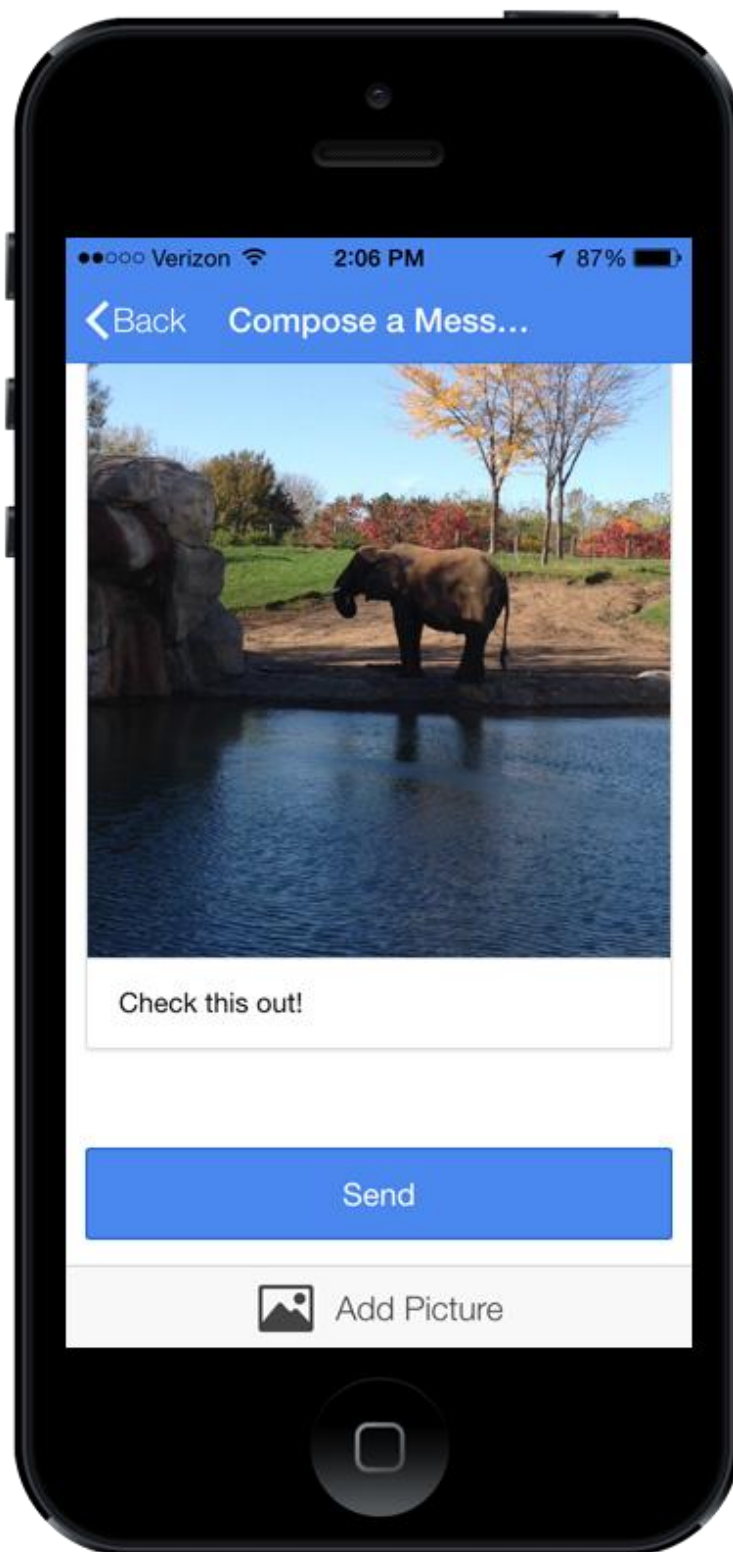 Verizon 2:06 PM 87%
Back Compose a Mess...
Check this out!
Send
Add Picture